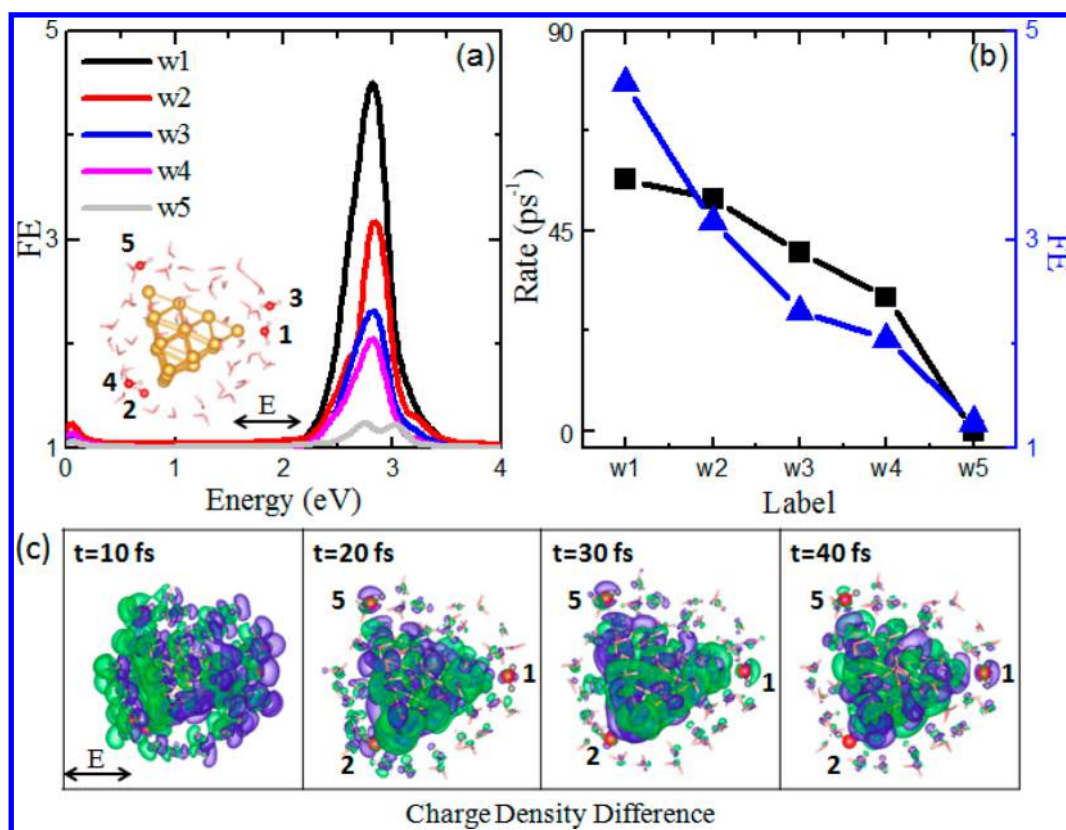 (a)
5
3
1
FE
w1
w2
w3
w4
w5
5
3
1
4
2
E
0
1
2
3
4
Energy (eV)
(b)
90
45
0
Rate (ps⁻¹)
5
3
1
FE
w1
w2
w3
w4
w5
Label
(c)
t=10 fs
E
t=20 fs
5
1
2
t=30 fs
5
1
2
t=40 fs
5
1
2
Charge Density Difference